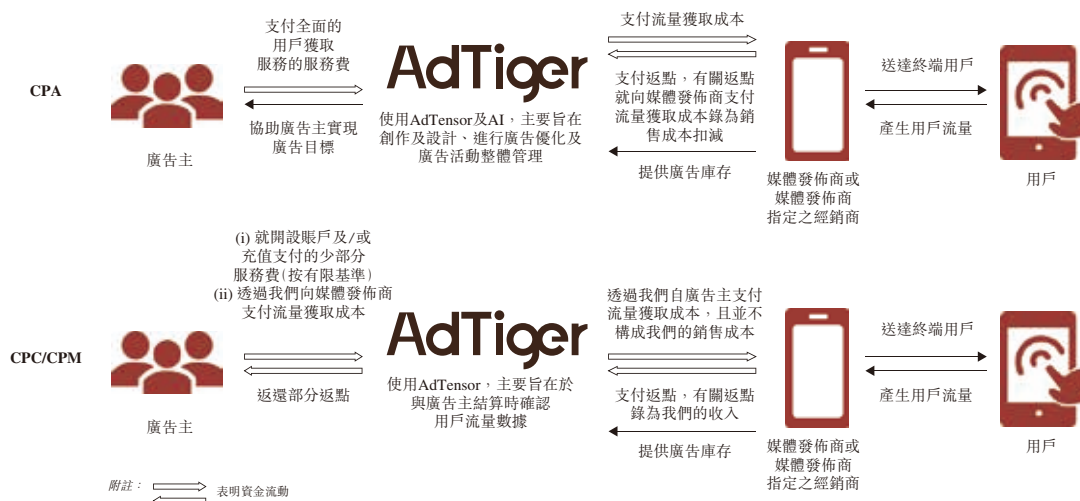 CPA
廣告主
支付全面的
用戶獲取
服務的服務費
協助廣告主實現
廣告目標
AdTiger
使用AdTensor及AI，主要旨在
創作及設計、進行廣告優化及
廣告活動整體管理
支付流量獲取成本
支付返點，有關返點
就向媒體發佈商支付
流量獲取成本錄為銷
售成本扣減
提供廣告庫存
媒體發佈商或
媒體發佈商
指定之經銷商
送達終端用戶
產生用戶流量
用戶
CPC/CPM
廣告主
(i) 就開設賬戶及/或
充值支付的少部分
服務費(按有限基準)
(ii) 透過我們向媒體發佈商
支付流量獲取成本
返還部分返點
AdTiger
使用AdTensor，主要旨在於
與廣告主結算時確認
用戶流量數據
透過我們自廣告主支付
流量獲取成本，且並不
構成我們的銷售成本
支付返點，有關返點
錄為我們的收入
提供廣告庫存
媒體發佈商或
媒體發佈商
指定之經銷商
送達終端用戶
產生用戶流量
用戶
附註：
表明資金流動